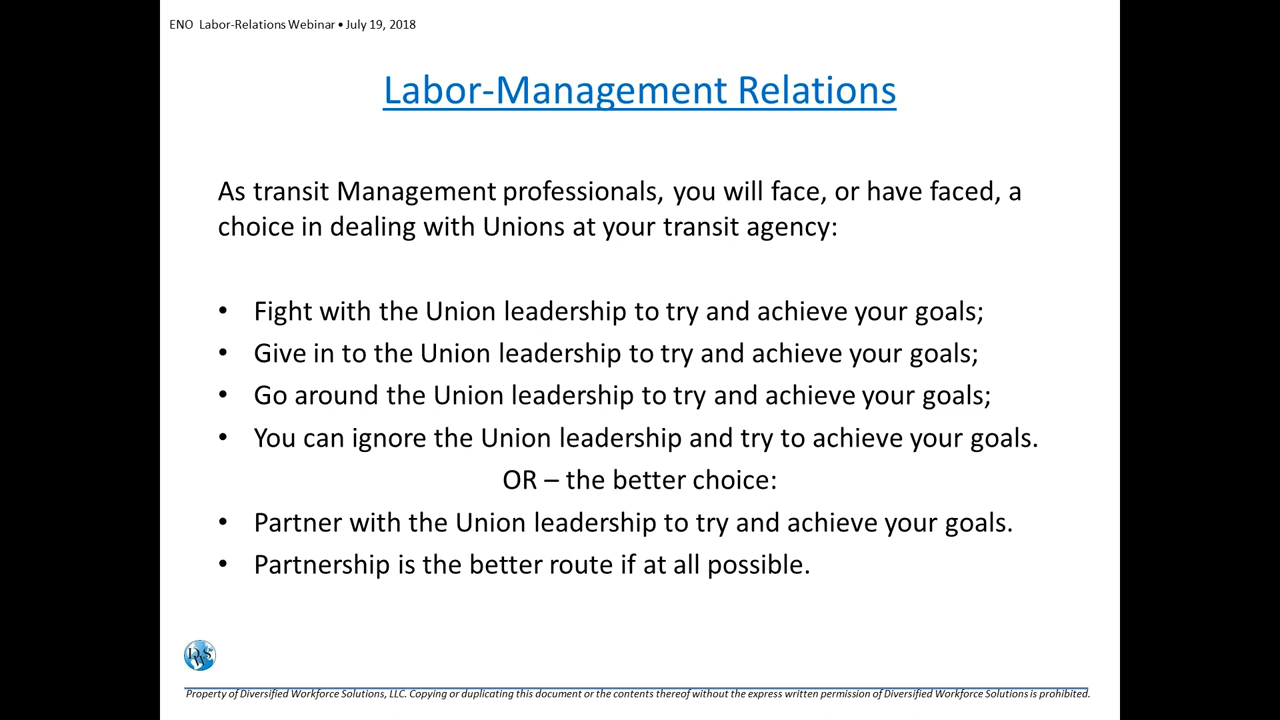 ENO Labor-Relations Webinar • July 19, 2018
Labor-Management Relations
As transit Management professionals, you will face, or have faced, a
choice in dealing with Unions at your transit agency:
• Fight with the Union leadership to try and achieve your goals;
• Give in to the Union leadership to try and achieve your goals;
• Go around the Union leadership to try and achieve your goals;
• You can ignore the Union leadership and try to achieve your goals.
OR – the better choice:
• Partner with the Union leadership to try and achieve your goals.
• Partnership is the better route if at all possible.
DWS
Property of Diversified Workforce Solutions, LLC. Copying or duplicating this document or the contents thereof without the express written permission of Diversified Workforce Solutions is prohibited.